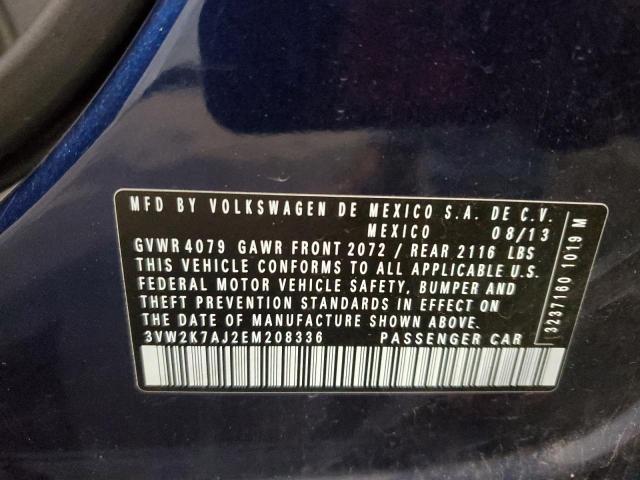 MFD BY VOLKSWAGEN DE MEXICO S.A. DE C.V.
MEXICO 08/13
GVWR 4079 GAWR FRONT 2072 / REAR 2116 LBS
THIS VEHICLE CONFORMS TO ALL APPLICABLE U.S.
FEDERAL MOTOR VEHICLE SAFETY, BUMPER AND
THEFT PREVENTION STANDARDS IN EFFECT ON
THE DATE OF MANUFACTURE SHOWN ABOVE.
3VW2K7AJ2EM208336 PASSENGER CAR
3237160 1019 M